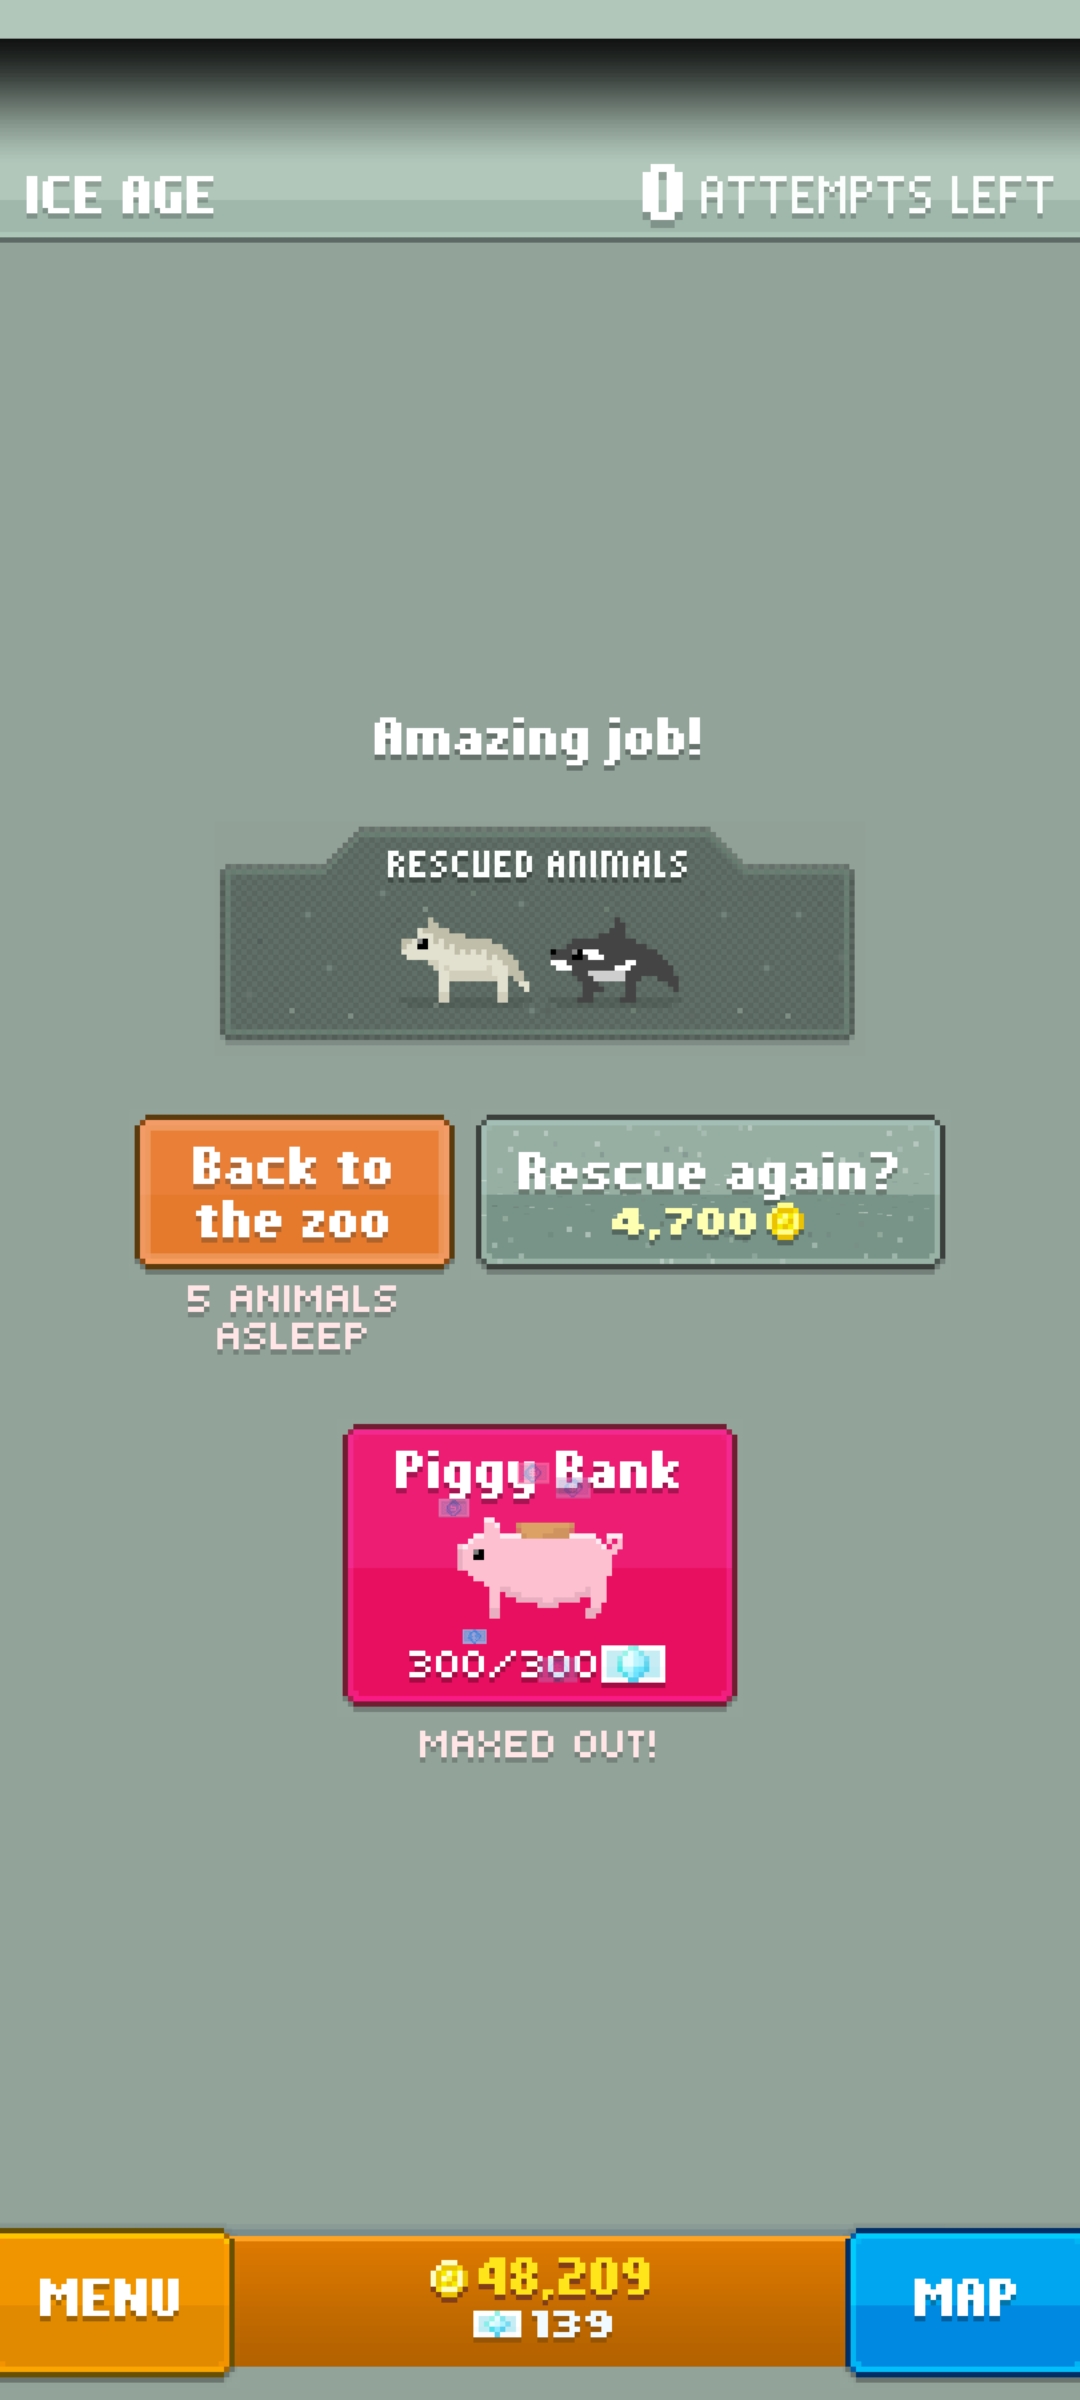 ICE AGE
0 ATTEMPTS LEFT
Amazing job!
RESCUED ANIMALS
Back to
the zoo
Rescue again?
4,700
5 ANIMALS
ASLEEP
Piggy Bank
300/300
MAXED OUT!
MENU
48,209
139
MAP